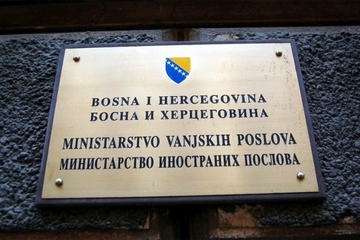 BOSNA I HERCEGOVINA
БОСНА И ХЕРЦЕГОВИНА
MINISTARSTVO VANJSKIH POSLOVA
МИНИСТАРСТВО ИНОСТРАНИХ ПОСЛОВА